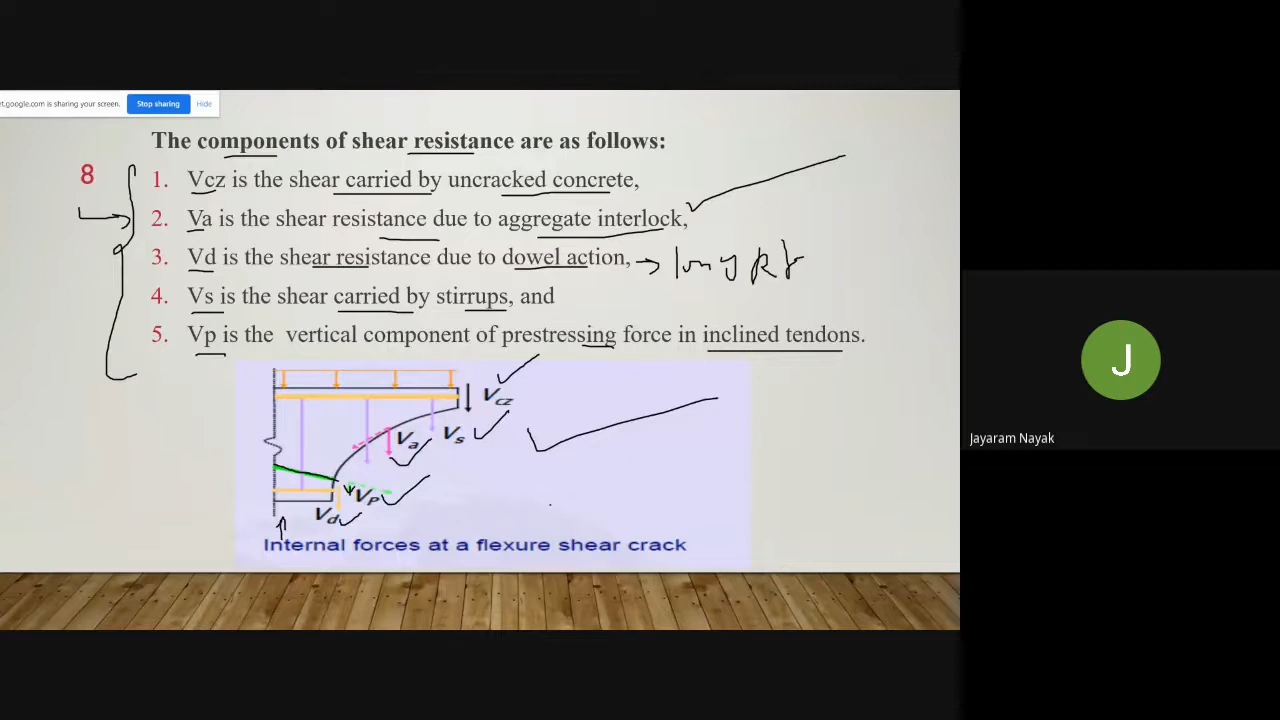 et.google.com is sharing your screen. Stop sharing Hide
The components of shear resistance are as follows:
8
1. Vcz is the shear carried by uncracked concrete,
2. Va is the shear resistance due to aggregate interlock,
3. Vd is the shear resistance due to dowel action,
4. Vs is the shear carried by stirrups, and
5. Vp is the vertical component of prestressing force in inclined tendons.
Vcz
Va Vs
Vp
Vd
Internal forces at a flexure shear crack
J
Jayaram Nayak